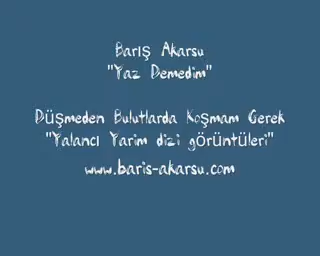 Barış Akarsu
"Yaz Demedim"
Düşmeden Bulutlarda Koşmam Gerek
"Yalancı Yarim dizi görüntüleri"
www.baris-akarsu.com